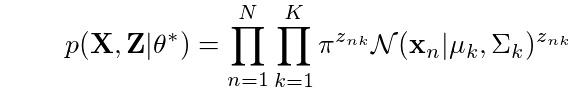 p(𝐗, 𝐙|θ*) = ∏_{n=1}^{N} ∏_{k=1}^{K} π^{z_{nk}} 𝒩(𝐱_n|μ_k, Σ_k)^{z_{nk}}